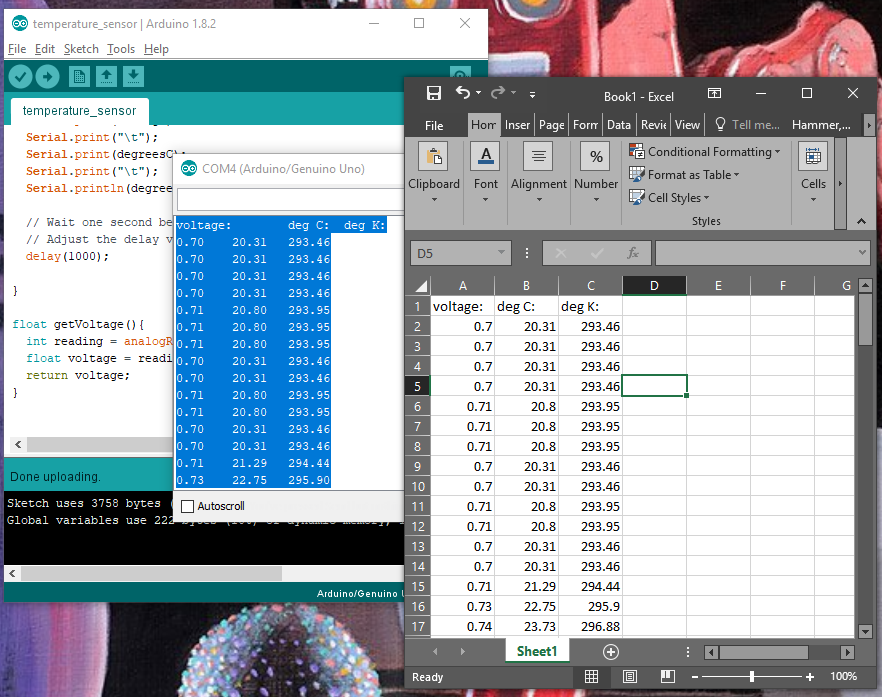 temperature_sensor | Arduino 1.8.2
File Edit Sketch Tools Help
temperature_sensor
Serial.print("\t");
Serial.print(degreesC
Serial.print("\t");
Serial.println(degree
// Wait one second be
// Adjust the delay v
delay(1000);
}
float getVoltage(){
int reading = analogR
float voltage = readi
return voltage;
}
Done uploading.
Sketch uses 3758 bytes (
Global variables use 222 bytes (10%) of dynamic memory,
Arduino/Genuino U
COM4 (Arduino/Genuino Uno)
voltage: deg C: deg K:
0.70 20.31 293.46
0.70 20.31 293.46
0.70 20.31 293.46
0.70 20.31 293.46
0.71 20.80 293.95
0.71 20.80 293.95
0.71 20.80 293.95
0.70 20.31 293.46
0.70 20.31 293.46
0.71 20.80 293.95
0.71 20.80 293.95
0.70 20.31 293.46
0.70 20.31 293.46
0.71 21.29 294.44
0.73 22.75 295.90
Autoscroll
Book1 - Excel
File Hom Inser Page Form Data Revie View Tell me... Hammer,...
Clipboard
Font
Alignment
%
Number
Conditional Formatting
Format as Table
Cell Styles
Styles
Cells
D5 fx
A B C D E F G
1 voltage: deg C: deg K:
2 0.7 20.31 293.46
3 0.7 20.31 293.46
4 0.7 20.31 293.46
5 0.7 20.31 293.46
6 0.71 20.8 293.95
7 0.71 20.8 293.95
8 0.71 20.8 293.95
9 0.7 20.31 293.46
10 0.7 20.31 293.46
11 0.71 20.8 293.95
12 0.71 20.8 293.95
13 0.7 20.31 293.46
14 0.7 20.31 293.46
15 0.71 21.29 294.44
16 0.73 22.75 295.9
17 0.74 23.73 296.88
Sheet1
Ready 100%